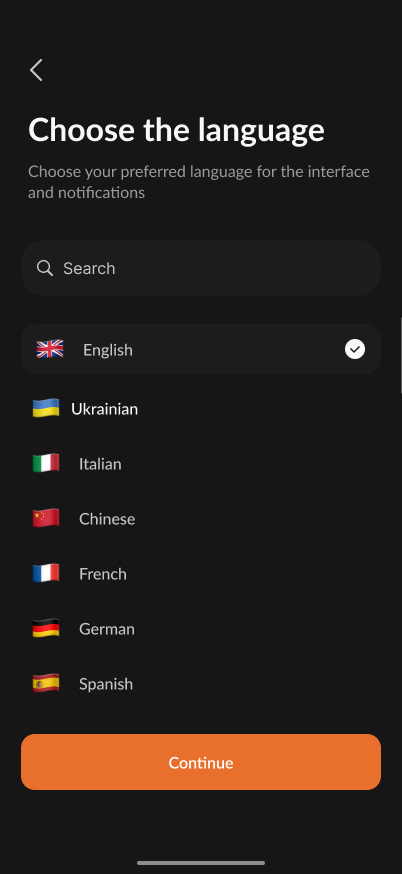 Choose the language
Choose your preferred language for the interface
and notifications
Search
English
Ukrainian
Italian
Chinese
French
German
Spanish
Continue